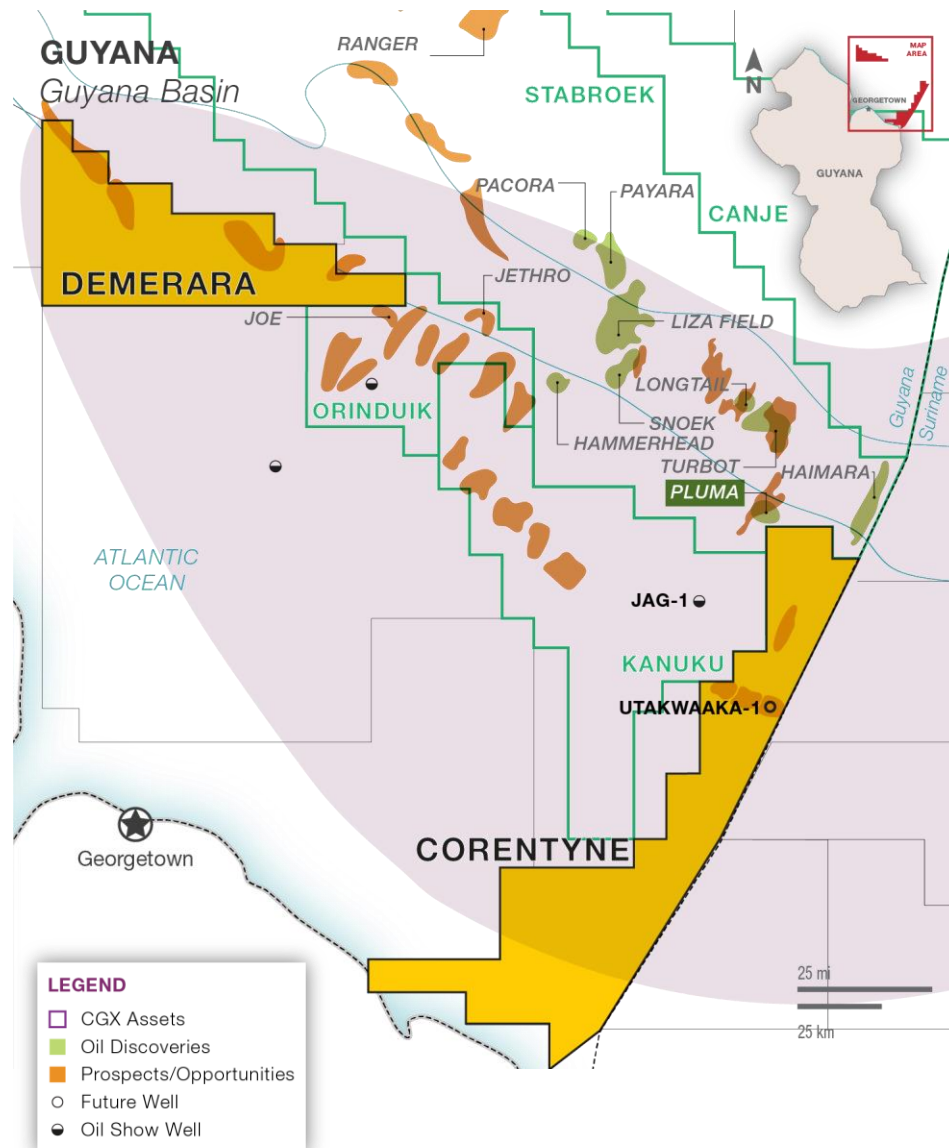 GUYANA
Guyana Basin
RANGER
STABROEK
N
MAP
AREA
GEORGETOWN
GUYANA
PACORA
PAYARA
CANJE
DEMERARA
JETHRO
JOE
LIZA FIELD
ORINDUIK
LONGTAIL
SNOEK
HAMMERHEAD
TURBOT
HAIMARA
Guyana
Suriname
PLUMA
ATLANTIC
OCEAN
JAG-1
KANUKU
UTAKWAAKA-1
CORENTYNE
Georgetown
25 mi
25 km
LEGEND
CGX Assets
Oil Discoveries
Prospects/Opportunities
Future Well
Oil Show Well